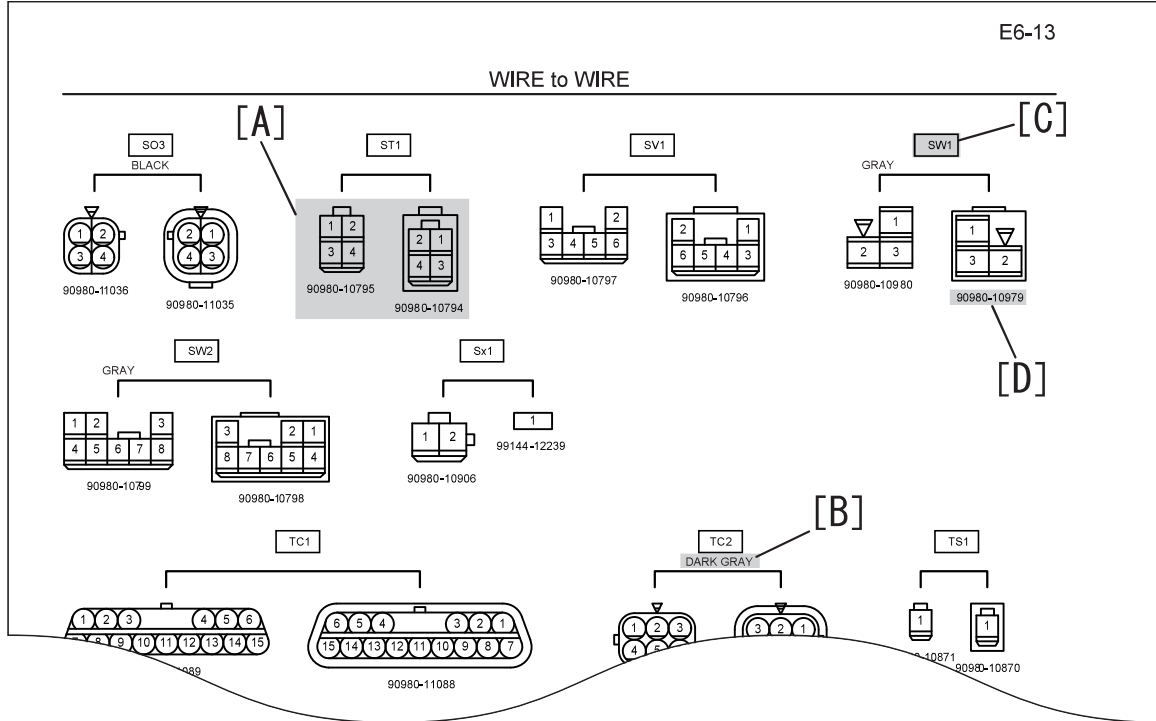 E6-13
WIRE to WIRE
[A]
[C]
SO3
BLACK
ST1
SV1
SW1
GRAY
1 2
3 4
2 1
4 3
1 2
3 4
2 1
4 3
1 2
3 4 5 6
2 1
6 5 4 3
1
2 3
1
3 2
90980-11036
90980-11035
90980-10795
90980-10794
90980-10797
90980-10796
90980-10980
90980-10979
[D]
SW2
GRAY
Sx1
1 2 3
4 5 6 7 8
3 2 1
8 7 6 5 4
1 2
1
90980-10799
90980-10798
90980-10906
99144-12239
[B]
TC1
TC2
DARK GRAY
TS1
1 2 3 4 5 6
8 9 10 11 12 13 14 15
6 5 4 3 2 1
15 14 13 12 11 10 9 8 7
1 2 3
4 5
3 2 1
1
1
90980-11088
-10871
90980-10870